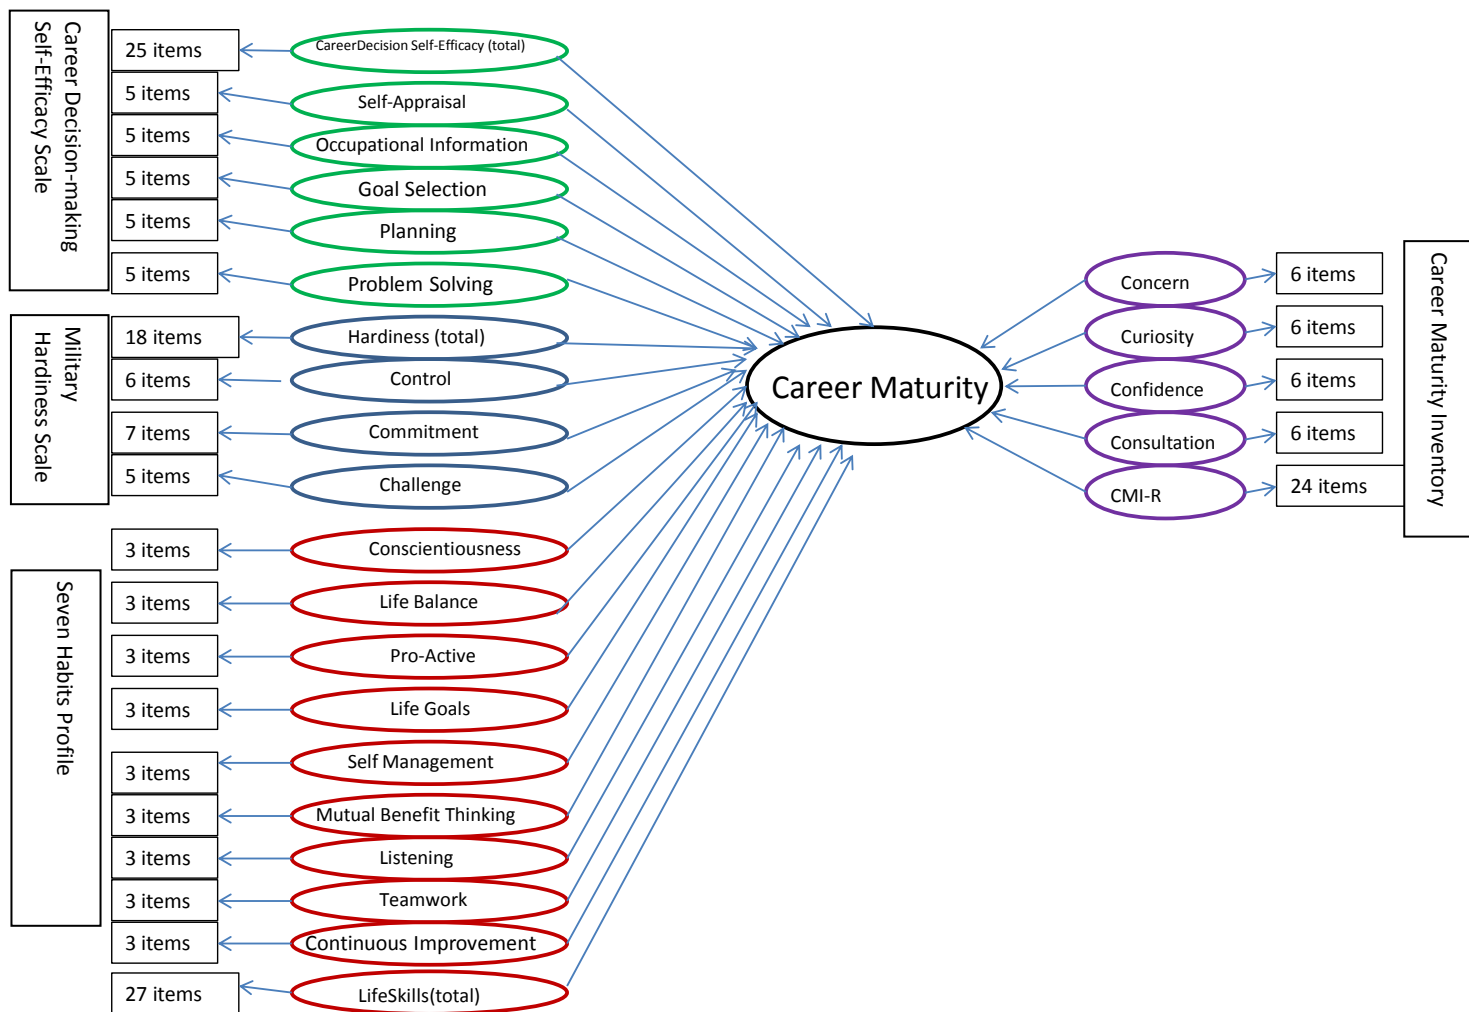 Career Decision-making
Self-Efficacy Scale
25 items
CareerDecision Self-Efficacy (total)
5 items
Self-Appraisal
5 items
Occupational Information
5 items
Goal Selection
5 items
Planning
5 items
Problem Solving
Military
Hardiness Scale
18 items
Hardiness (total)
6 items
Control
7 items
Commitment
5 items
Challenge
Seven Habits Profile
3 items
Conscientiousness
3 items
Life Balance
3 items
Pro-Active
3 items
Life Goals
3 items
Self Management
3 items
Mutual Benefit Thinking
3 items
Listening
3 items
Teamwork
3 items
Continuous Improvement
27 items
LifeSkills(total)
Career Maturity
Concern
6 items
Curiosity
6 items
Confidence
6 items
Consultation
6 items
CMI-R
24 items
Career Maturity Inventory